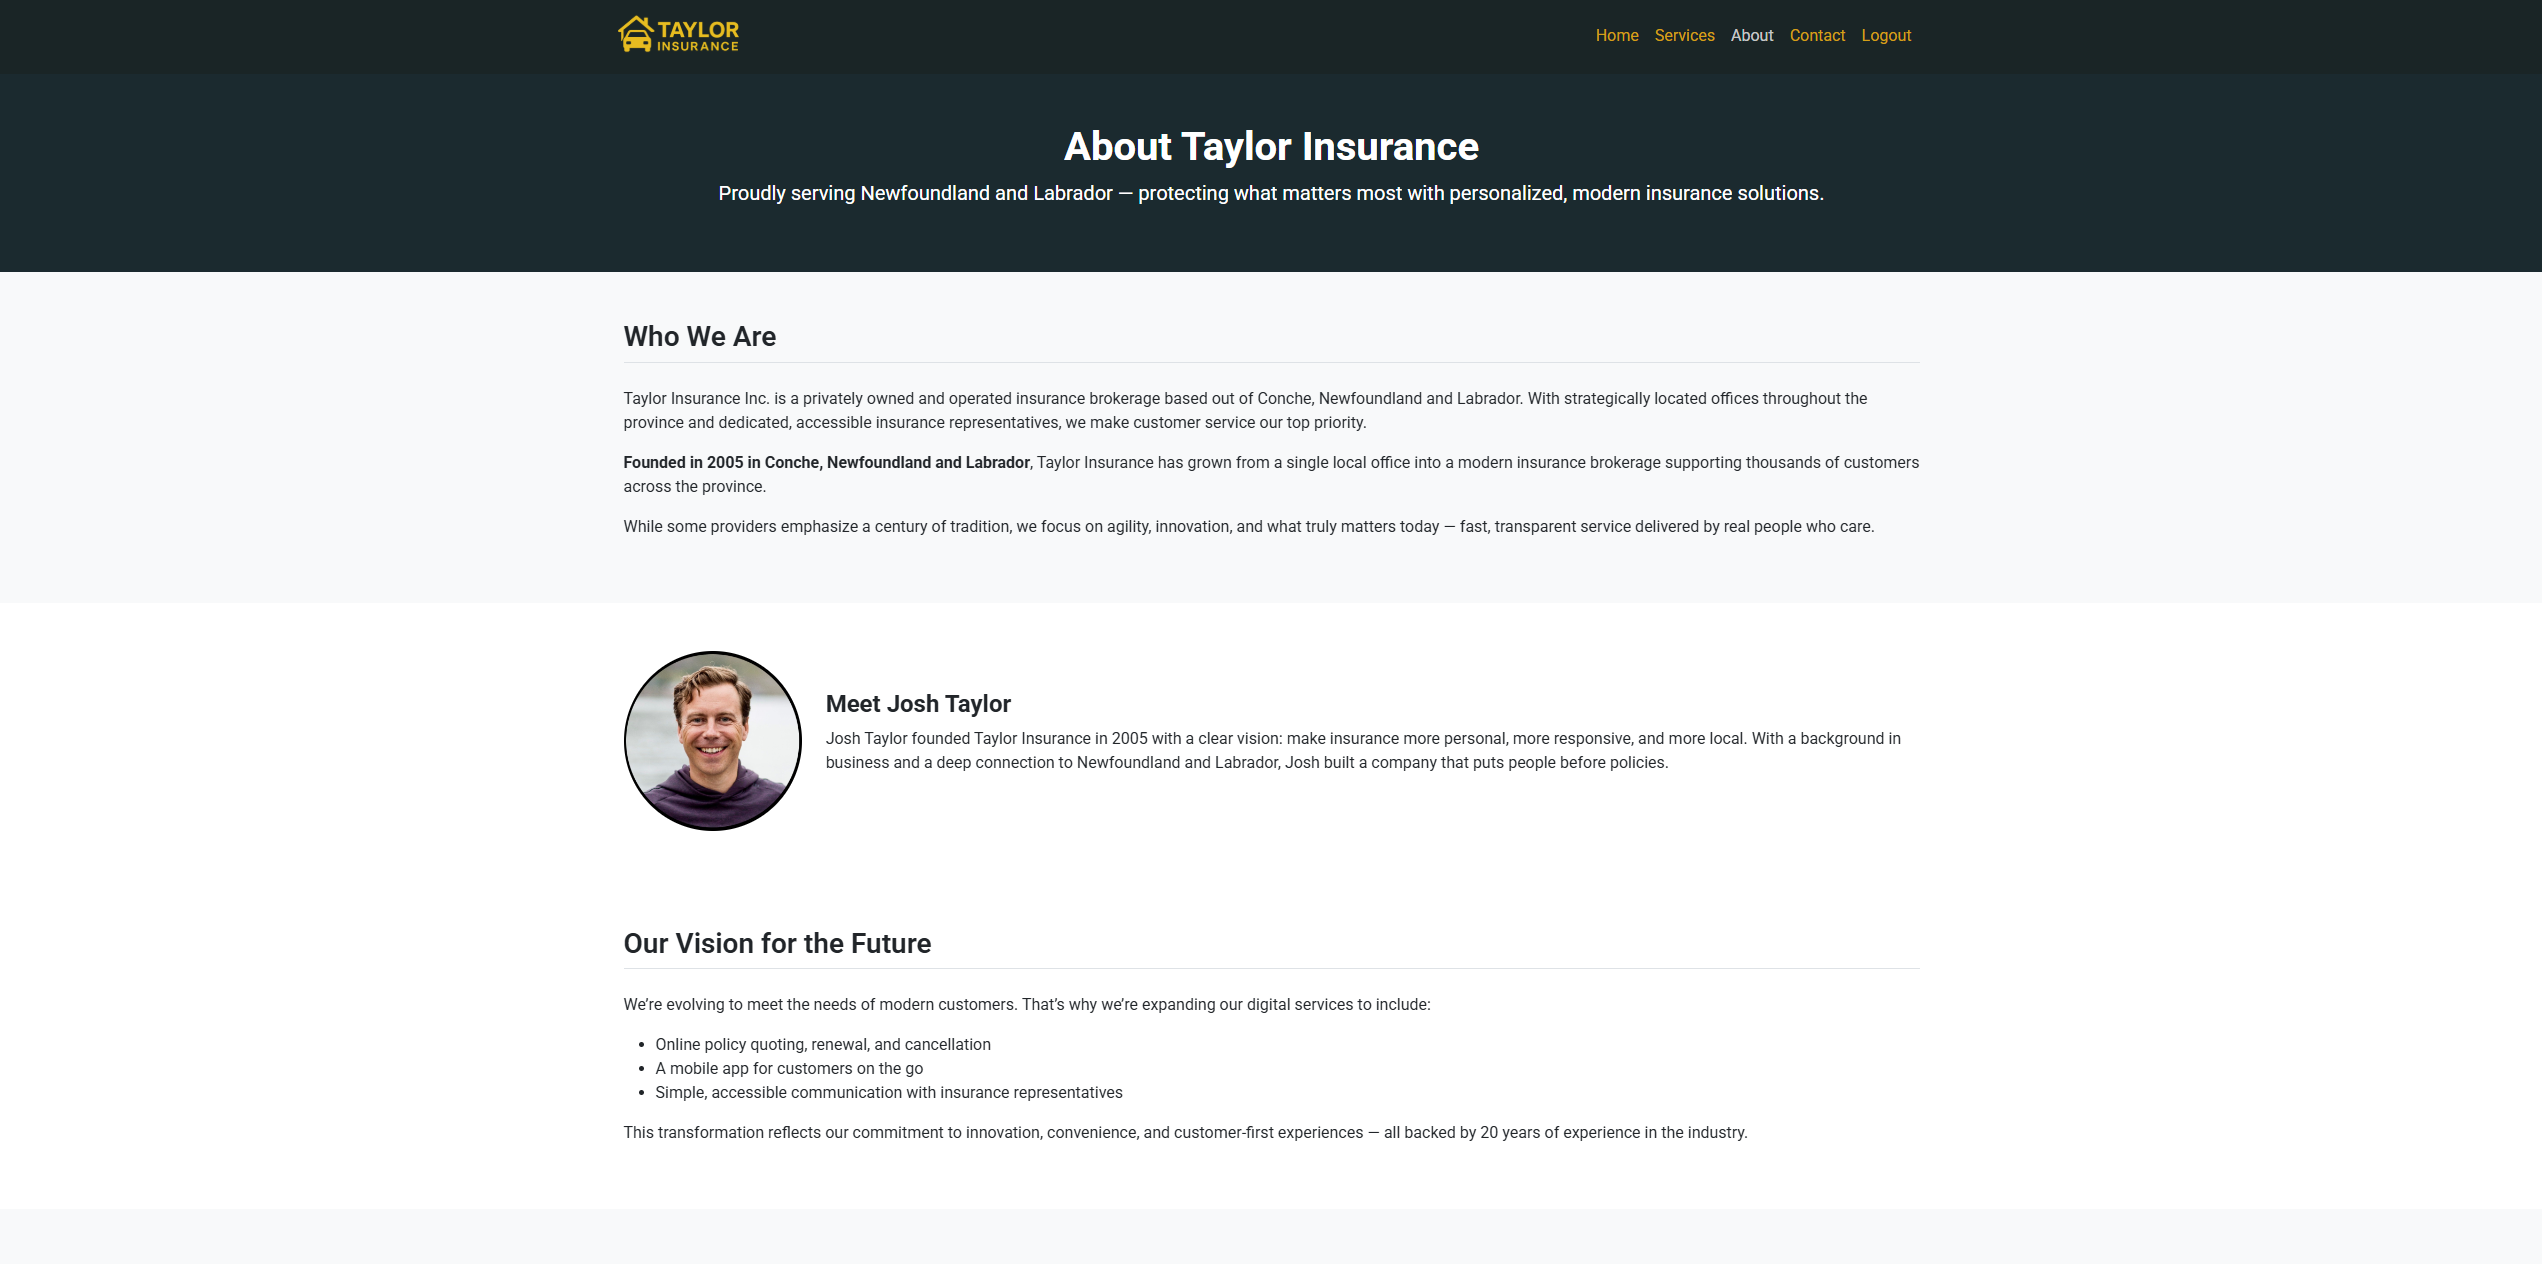 TAYLOR
INSURANCE
Home Services About Contact Logout
About Taylor Insurance
Proudly serving Newfoundland and Labrador — protecting what matters most with personalized, modern insurance solutions.
Who We Are
Taylor Insurance Inc. is a privately owned and operated insurance brokerage based out of Conche, Newfoundland and Labrador. With strategically located offices throughout the
province and dedicated, accessible insurance representatives, we make customer service our top priority.
Founded in 2005 in Conche, Newfoundland and Labrador, Taylor Insurance has grown from a single local office into a modern insurance brokerage supporting thousands of customers
across the province.
While some providers emphasize a century of tradition, we focus on agility, innovation, and what truly matters today — fast, transparent service delivered by real people who care.
Meet Josh Taylor
Josh Taylor founded Taylor Insurance in 2005 with a clear vision: make insurance more personal, more responsive, and more local. With a background in
business and a deep connection to Newfoundland and Labrador, Josh built a company that puts people before policies.
Our Vision for the Future
We’re evolving to meet the needs of modern customers. That’s why we’re expanding our digital services to include:
• Online policy quoting, renewal, and cancellation
• A mobile app for customers on the go
• Simple, accessible communication with insurance representatives
This transformation reflects our commitment to innovation, convenience, and customer-first experiences — all backed by 20 years of experience in the industry.